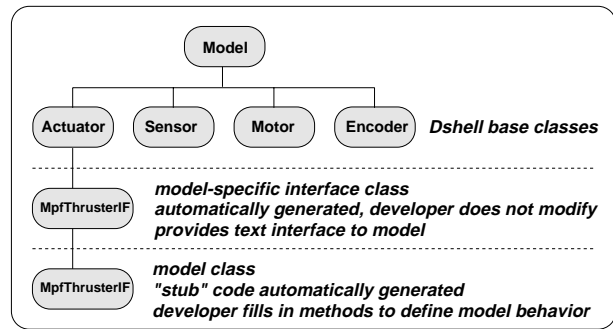 Model
Actuator
Sensor
Motor
Encoder
Dshell base classes
MpfThrusterIF
model-specific interface class
automatically generated, developer does not modify
provides text interface to model
MpfThrusterIF
model class
"stub" code automatically generated
developer fills in methods to define model behavior